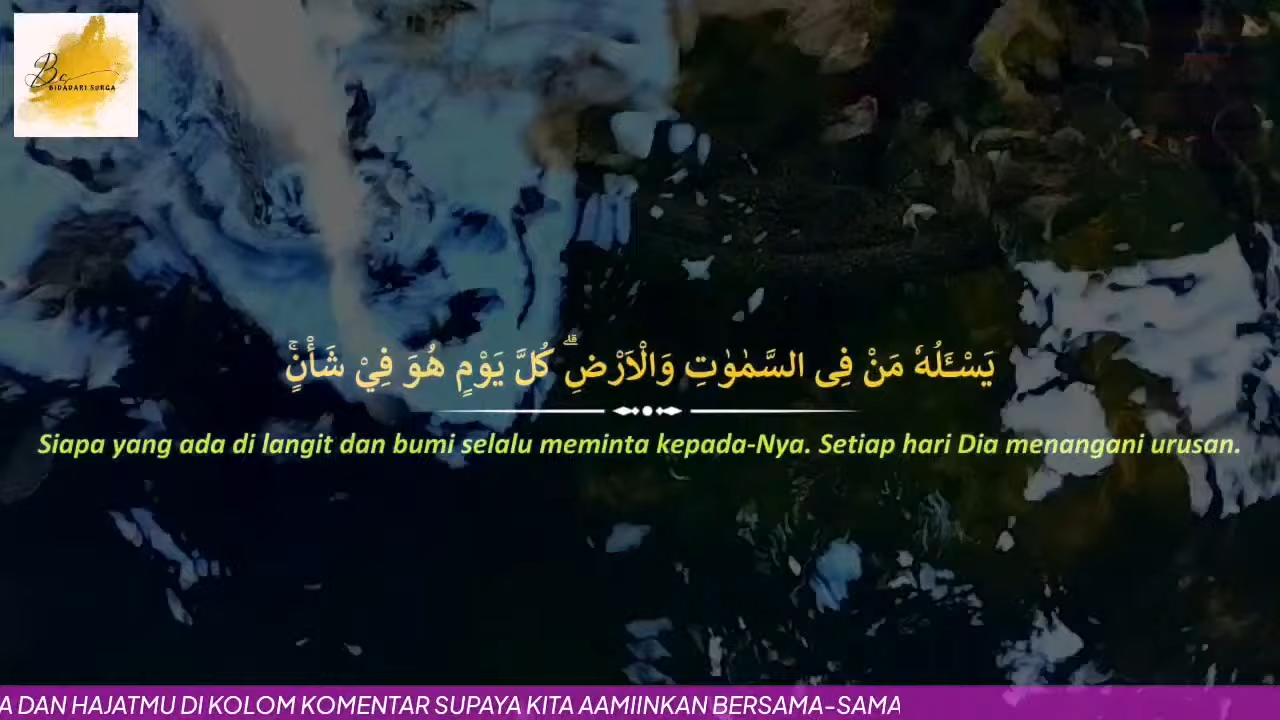 Bs
BIDADARI SURGA
يَسْـَٔلُهٗ مَنْ فِى السَّمٰوٰتِ وَالْاَرْضِۗ كُلَّ يَوْمٍ هُوَ فِيْ شَأْنٍۚ
Siapa yang ada di langit dan bumi selalu meminta kepada-Nya. Setiap hari Dia menangani urusan.
A DAN HAJATMU DI KOLOM KOMENTAR SUPAYA KITA AAMIINKAN BERSAMA-SAMA